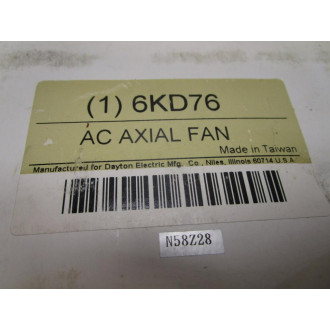 (1) 6KD76
AC AXIAL FAN
Made in Taiwan
Manufactured for Dayton Electric Mfg. Co., Niles, Illinois 60714 U.S.A.
N58Z28